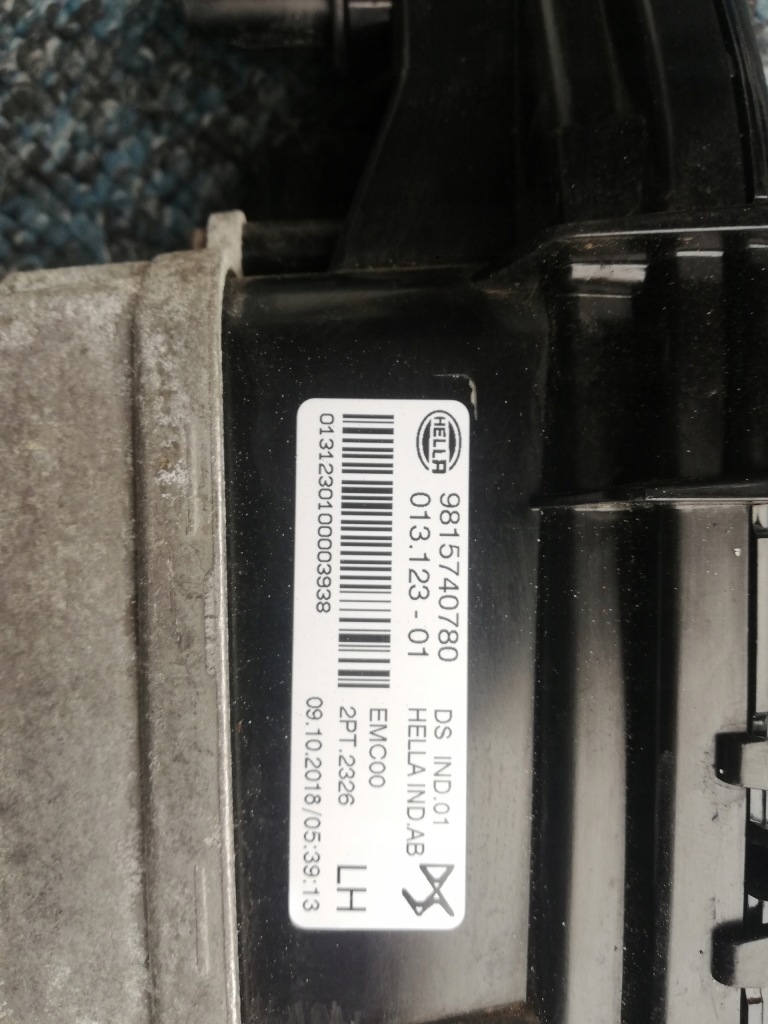 HELLA
9815740780
DS IND.01
013.123 - 01
HELLA IND.AB
EMC00
2PT.2326
LH
01312301000003938
09.10.2018/05:39:13